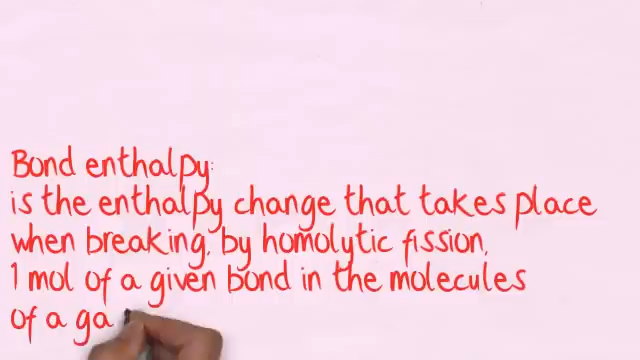 Bond enthalpy:
is the enthalpy change that takes place
when breaking, by homolytic fission,
1 mol of a given bond in the molecules
of a ga